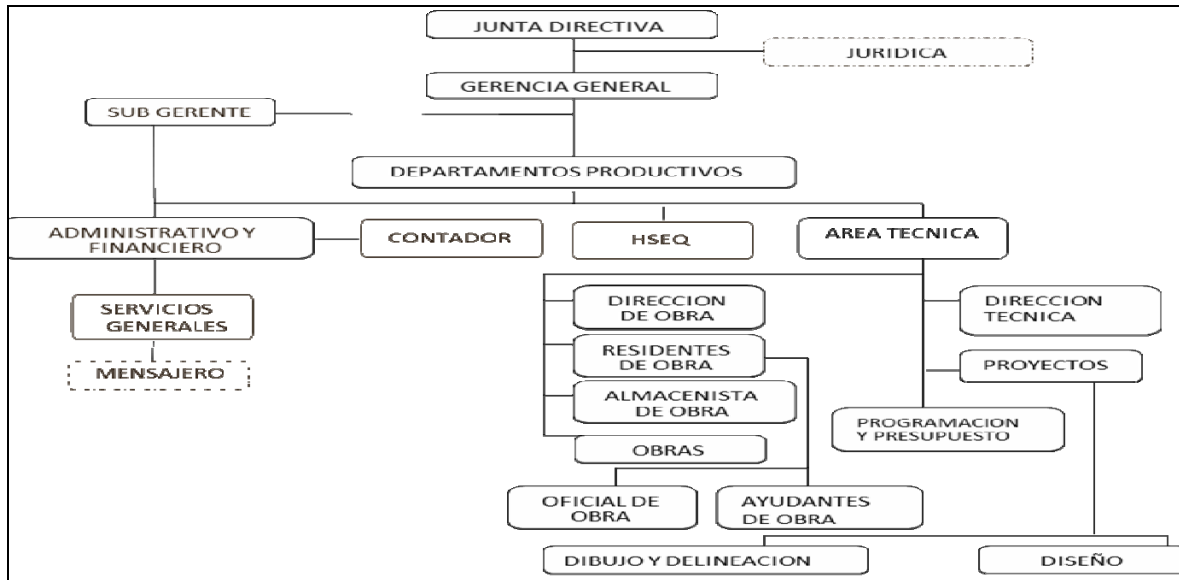 JUNTA DIRECTIVA
JURIDICA
GERENCIA GENERAL
SUB GERENTE
DEPARTAMENTOS PRODUCTIVOS
ADMINISTRATIVO Y
FINANCIERO
CONTADOR
HSEQ
AREA TECNICA
SERVICIOS
GENERALES
MENSAJERO
DIRECCION
DE OBRA
RESIDENTES
DE OBRA
ALMACENISTA
DE OBRA
OBRAS
OFICIAL DE
OBRA
AYUDANTES
DE OBRA
DIRECCION
TECNICA
PROYECTOS
PROGRAMACION
Y PRESUPUESTO
DIBUJO Y DELINEACION
DISEÑO